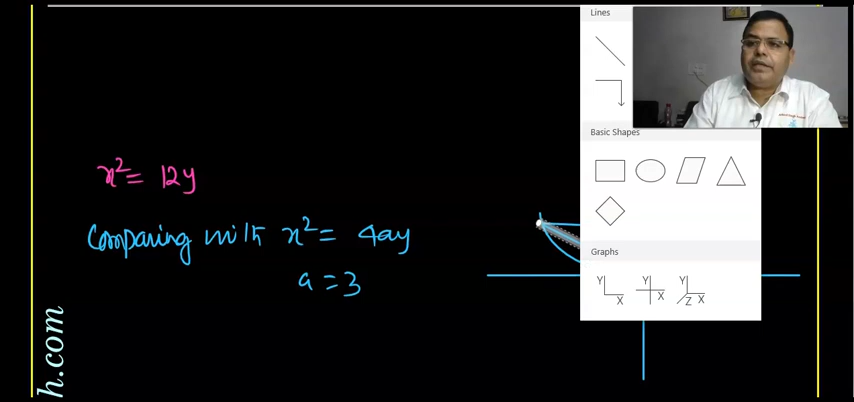 Lines
Basic Shapes
Graphs
Y
X
Y
X
Y
Z X
x² = 12y
Comparing with x² = 4ay
a = 3
h.com